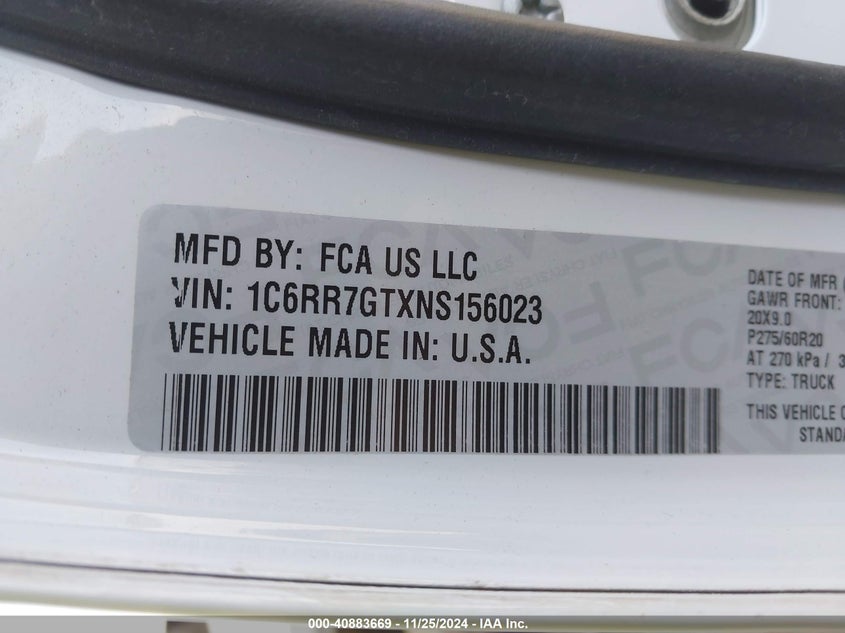 MFD BY: FCA US LLC
VIN: 1C6RR7GTXNS156023
VEHICLE MADE IN: U.S.A.
DATE OF MFR
GAWR FRONT:
20X9.0
P275/60R20
AT 270 kPa / 3
TYPE: TRUCK
THIS VEHICLE
STANDA
000-40883669 - 11/25/2024 - IAA Inc.